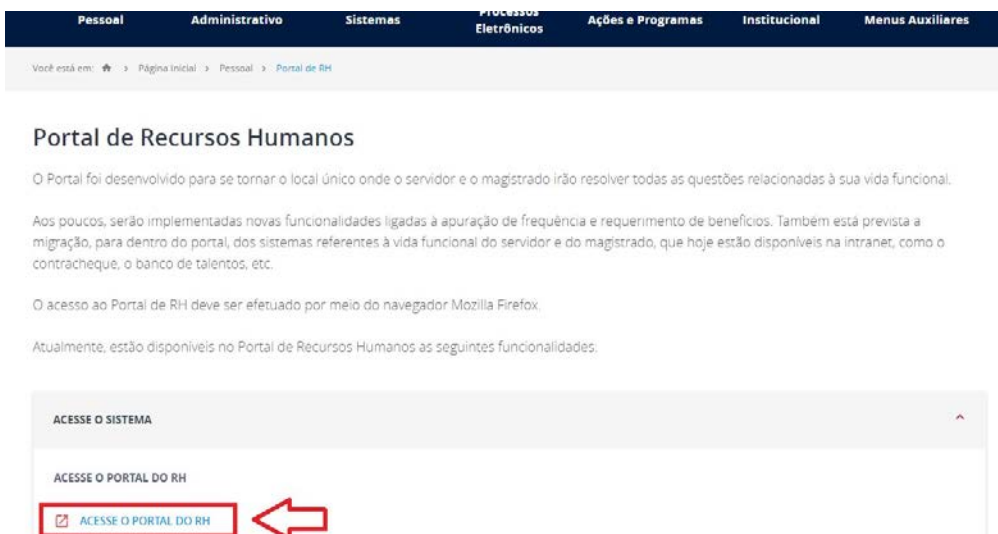 Pessoal Administrativo Sistemas Processos Eletrônicos Ações e Programas Institucional Menus Auxiliares
Você está em: > Página Inicial > Pessoal > Portal de RH
Portal de Recursos Humanos
O Portal foi desenvolvido para se tornar o local único onde o servidor e o magistrado irão resolver todas as questões relacionadas à sua vida funcional.
Aos poucos, serão implementadas novas funcionalidades ligadas à apuração de frequência e requerimento de benefícios. Também está prevista a
migração, para dentro do portal, dos sistemas referentes à vida funcional do servidor e do magistrado, que hoje estão disponíveis na intranet, como o
contracheque, o banco de talentos, etc.
O acesso ao Portal de RH deve ser efetuado por meio do navegador Mozilla Firefox.
Atualmente, estão disponíveis no Portal de Recursos Humanos as seguintes funcionalidades:
ACESSE O SISTEMA
ACESSE O PORTAL DO RH
ACESSE O PORTAL DO RH